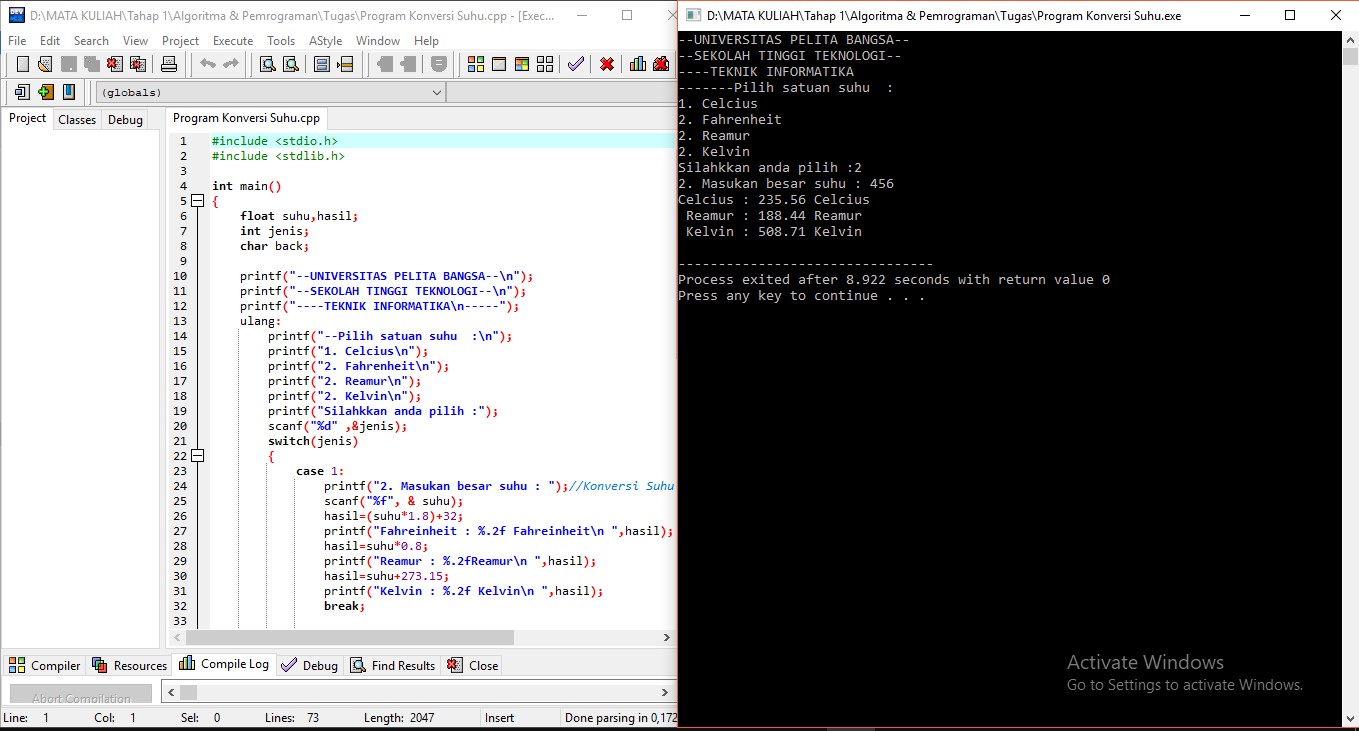 D:\MATA KULIAH\Tahap 1\Algoritma & Pemrograman\Tugas\Program Konversi Suhu.cpp - [Exec...
File Edit Search View Project Execute Tools AStyle Window Help
(globals)
Project Classes Debug
Program Konversi Suhu.cpp
1 #include <stdio.h>
2 #include <stdlib.h>
3
4 int main()
5 {
6 float suhu,hasil;
7 int jenis;
8 char back;
9
10 printf("--UNIVERSITAS PELITA BANGSA--\n");
11 printf("--SEKOLAH TINGGI TEKNOLOGI--\n");
12 printf("----TEKNIK INFORMATIKA\n-----");
13 ulang:
14 printf("--Pilih satuan suhu  :\n");
15 printf("1. Celcius\n");
16 printf("2. Fahrenheit\n");
17 printf("2. Reamur\n");
18 printf("2. Kelvin\n");
19 printf("Silahkkan anda pilih :");
20 scanf("%d" ,&jenis);
21 switch(jenis)
22 {
23 case 1:
24 printf("2. Masukan besar suhu : ");//Konversi Suhu
25 scanf("%f", & suhu);
26 hasil=(suhu*1.8)+32;
27 printf("Fahreinheit : %.2f Fahreinheit\n ",hasil);
28 hasil=suhu*0.8;
29 printf("Reamur : %.2fReamur\n ",hasil);
30 hasil=suhu+273.15;
31 printf("Kelvin : %.2f Kelvin\n ",hasil);
32 break;
33
Compiler Resources Compile Log Debug Find Results Close
Abort Compilation
Line: 1 Col: 1 Sel: 0 Lines: 73 Length: 2047 Insert Done parsing in 0,172
D:\MATA KULIAH\Tahap 1\Algoritma & Pemrograman\Tugas\Program Konversi Suhu.exe
--UNIVERSITAS PELITA BANGSA--
--SEKOLAH TINGGI TEKNOLOGI--
----TEKNIK INFORMATIKA
-------Pilih satuan suhu  :
1. Celcius
2. Fahrenheit
2. Reamur
2. Kelvin
Silahkkan anda pilih :2
2. Masukan besar suhu : 456
Celcius : 235.56 Celcius
Reamur : 188.44 Reamur
Kelvin : 508.71 Kelvin
--------------------------------
Process exited after 8.922 seconds with return value 0
Press any key to continue . . .
Activate Windows
Go to Settings to activate Windows.